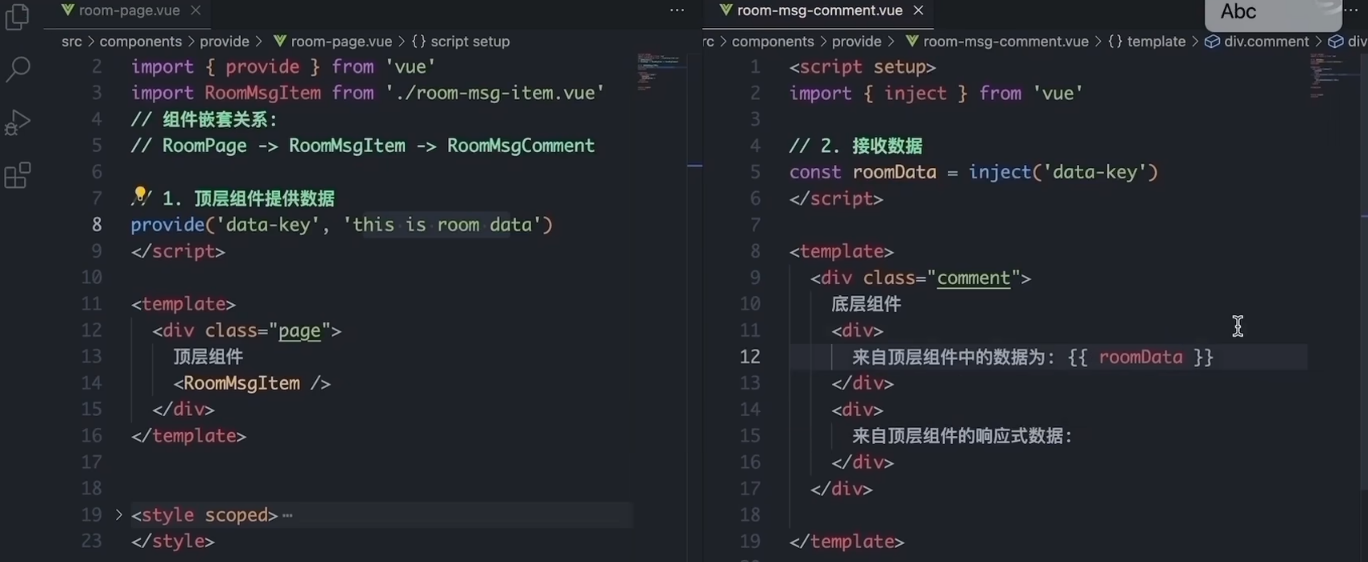 room-page.vue ×
src > components > provide > room-page.vue > {} script setup
2 import { provide } from 'vue'
3 import RoomMsgItem from './room-msg-item.vue'
4 // 组件嵌套关系:
5 // RoomPage -> RoomMsgItem -> RoomMsgComment
6
7 // 1. 顶层组件提供数据
8 provide('data-key', 'this is room data')
9 </script>
10
11 <template>
12 <div class="page">
13 顶层组件
14 <RoomMsgItem />
15 </div>
16 </template>
17
18
19 > <style scoped> ⋯
23 </style>
room-msg-comment.vue ×
Abc
rc > components > provide > room-msg-comment.vue > {} template > div.comment > div
1 <script setup>
2 import { inject } from 'vue'
3
4 // 2. 接收数据
5 const roomData = inject('data-key')
6 </script>
7
8 <template>
9 <div class="comment">
10 底层组件
11 <div>
12 来自顶层组件中的数据为: {{ roomData }}
13 </div>
14 <div>
15 来自顶层组件的响应式数据:
16 </div>
17 </div>
18
19 </template>